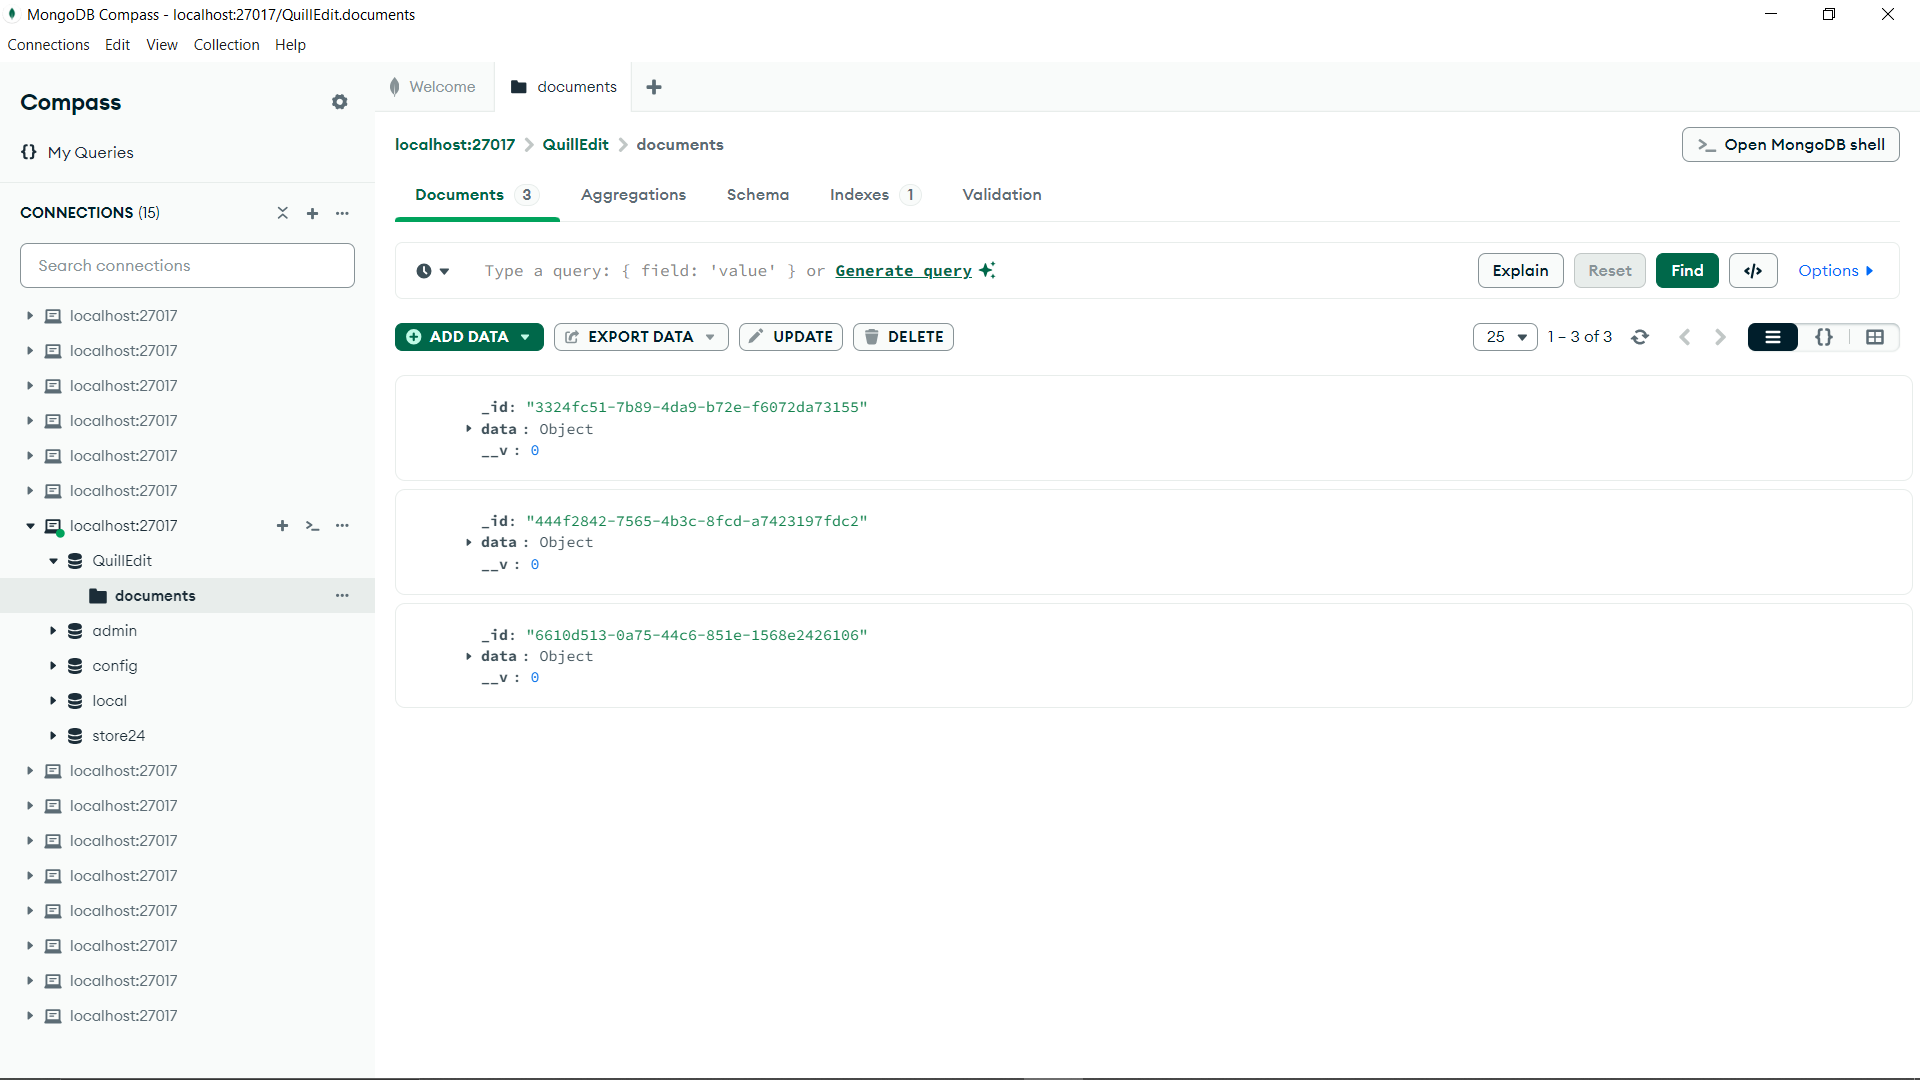 MongoDB Compass - localhost:27017/QuillEdit.documents
Connections Edit View Collection Help
Compass
My Queries
CONNECTIONS (15)
Search connections
localhost:27017
localhost:27017
localhost:27017
localhost:27017
localhost:27017
localhost:27017
localhost:27017
QuillEdit
documents
admin
config
local
store24
localhost:27017
localhost:27017
localhost:27017
localhost:27017
localhost:27017
localhost:27017
localhost:27017
localhost:27017
Welcome documents
localhost:27017 > QuillEdit > documents
Open MongoDB shell
Documents 3 Aggregations Schema Indexes 1 Validation
Type a query: { field: 'value' } or Generate query
Explain Reset Find </> Options
ADD DATA EXPORT DATA UPDATE DELETE
25 1 – 3 of 3 {}
_id: "3324fc51-7b89-4da9-b72e-f6072da73155"
data : Object
__v : 0
_id: "444f2842-7565-4b3c-8fcd-a7423197fdc2"
data : Object
__v : 0
_id: "6610d513-0a75-44c6-851e-1568e2426106"
data : Object
__v : 0